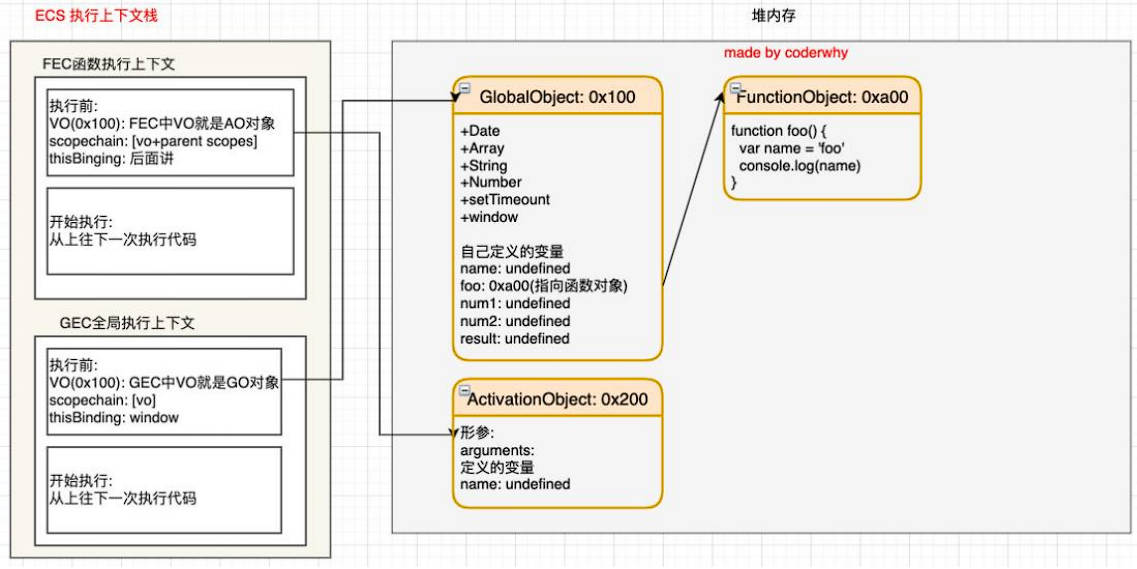 ECS 执行上下文栈
FEC函数执行上下文
执行前:
VO(0x100): FEC中VO就是AO对象
scopechain: [vo+parent scopes]
thisBinging: 后面讲
开始执行:
从上往下一次执行代码
GEC全局执行上下文
执行前:
VO(0x100): GEC中VO就是GO对象
scopechain: [vo]
thisBinding: window
开始执行:
从上往下一次执行代码
堆内存
made by coderwhy
GlobalObject: 0x100
+Date
+Array
+String
+Number
+setTimeount
+window
自己定义的变量
name: undefined
foo: 0xa00(指向函数对象)
num1: undefined
num2: undefined
result: undefined
FunctionObject: 0xa00
function foo() {
var name = 'foo'
console.log(name)
}
ActivationObject: 0x200
形参:
arguments:
定义的变量
name: undefined